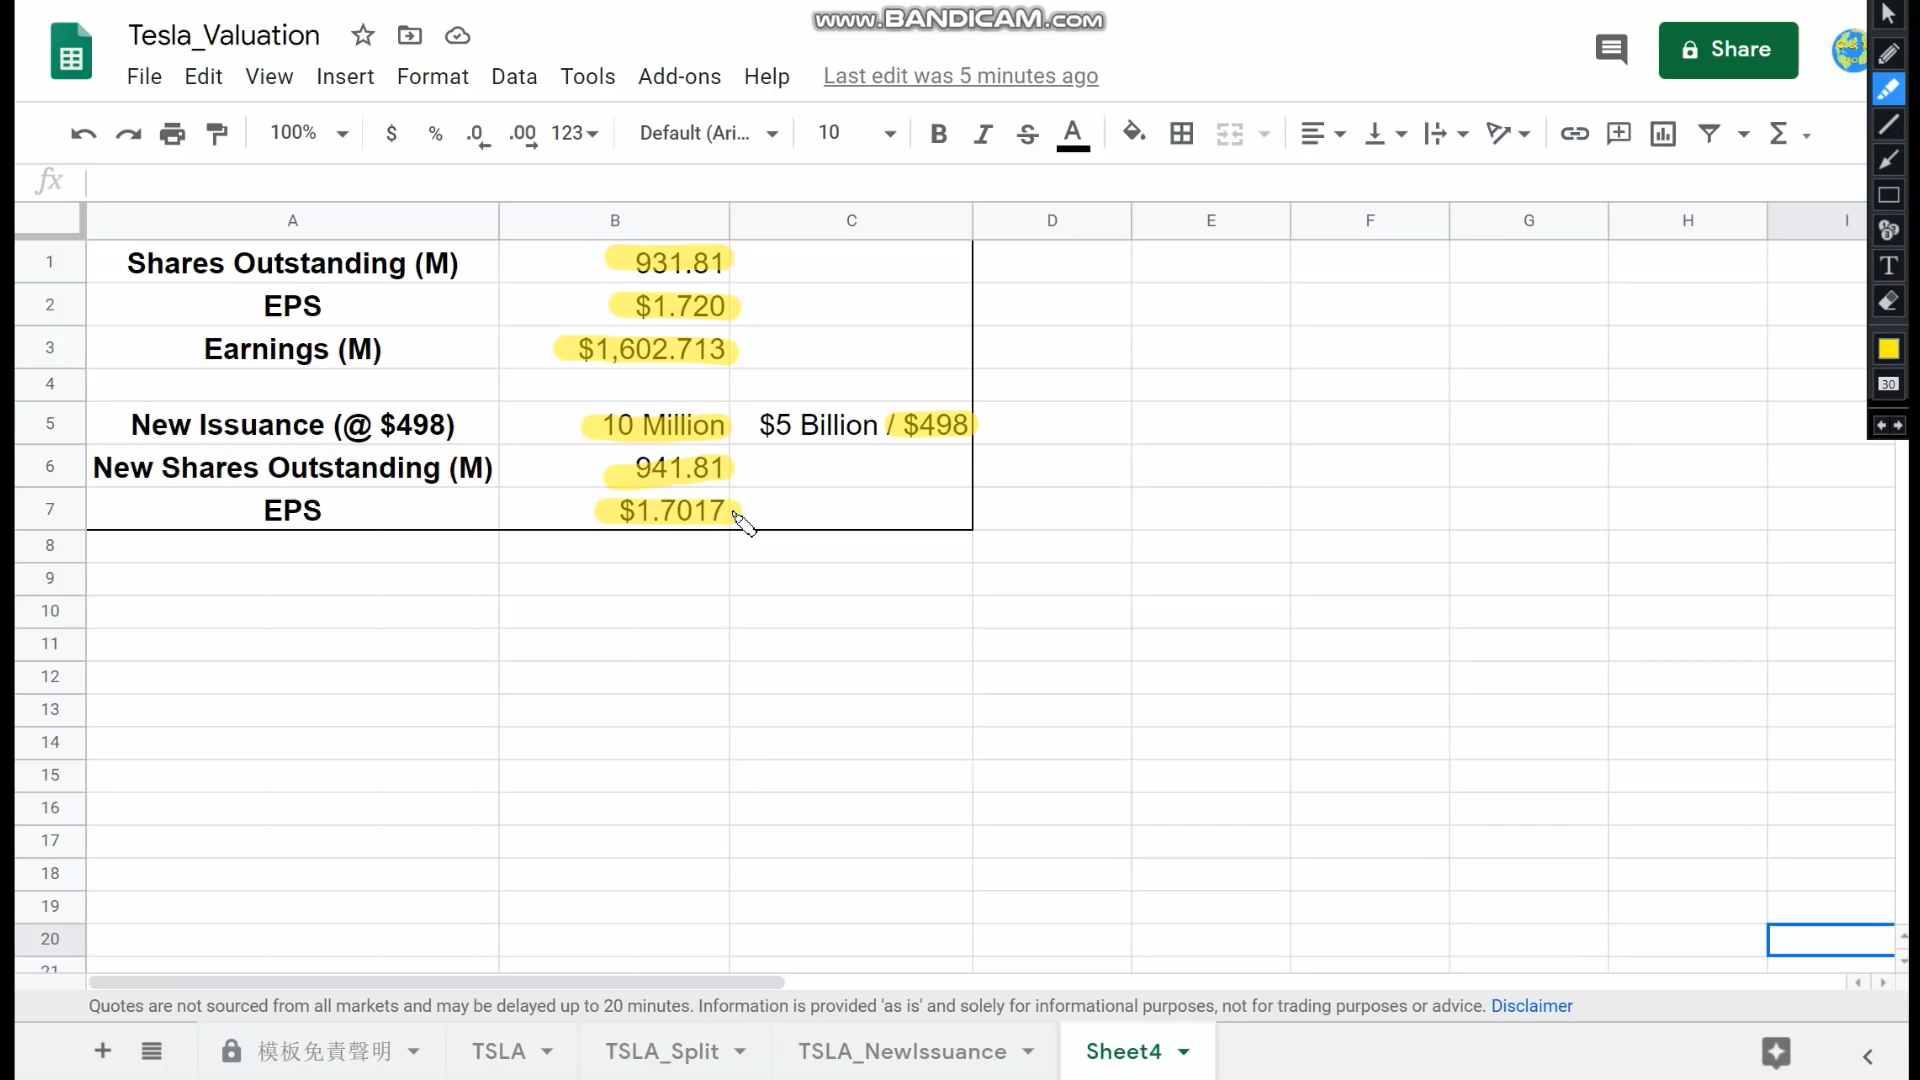 www.BANDICAM.com
Tesla_Valuation
Share
File Edit View Insert Format Data Tools Add-ons Help Last edit was 5 minutes ago
100% $ % .0 .00 123 Default (Ari... 10 B I S A
fx
A B C D E F G H I
1 Shares Outstanding (M) 931.81
2 EPS $1.720
3 Earnings (M) $1,602.713
4
5 New Issuance (@ $498) 10 Million $5 Billion / $498
6 New Shares Outstanding (M) 941.81
7 EPS $1.7017
8
9
10
11
12
13
14
15
16
17
18
19
20
21
T
30
Quotes are not sourced from all markets and may be delayed up to 20 minutes. Information is provided 'as is' and solely for informational purposes, not for trading purposes or advice. Disclaimer
模板免責聲明 TSLA TSLA_Split TSLA_NewIssuance Sheet4